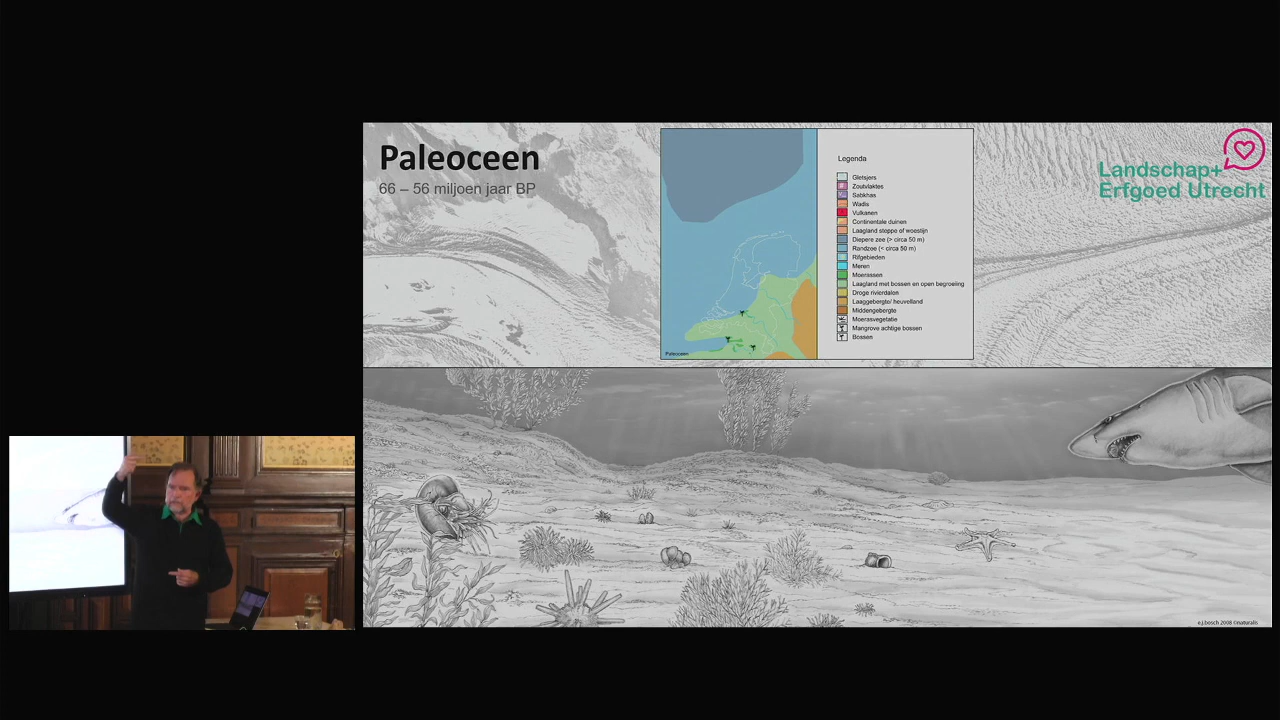 Paleoceen
66 – 56 miljoen jaar BP
Paleoceen
Legenda
Gletsjers
Zoutvlaktes
Sabkhas
Wadis
Vulkanen
Continentale duinen
Laagland steppe of woestijn
Diepere zee (> circa 50 m)
Randzee (< circa 50 m)
Rifgebieden
Meren
Moerassen
Laagland met bossen en open begroeiing
Droge rivierdalen
Laaggebergte/ heuvelland
Middengebergte
Moerasvegetatie
Mangrove achtige bossen
Bossen
Landschap+
Erfgoed Utrecht
e.j.bosch 2008 ©naturalis